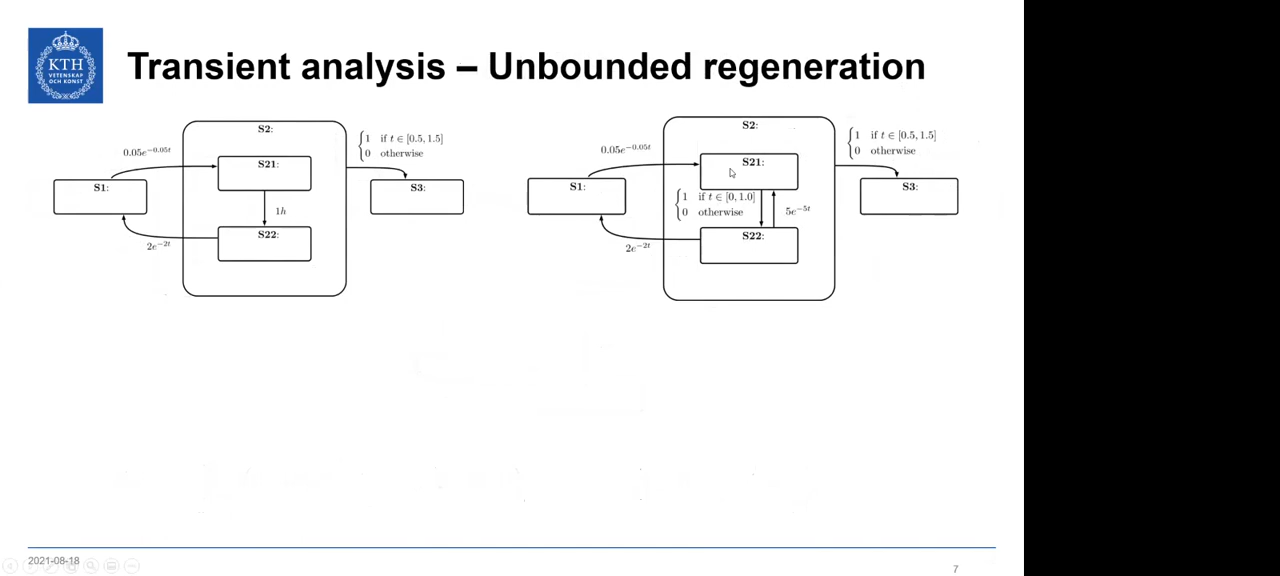 KTH
VETENSKAP
OCH KONST
Transient analysis – Unbounded regeneration
S2:
0.05e^{-0.05t}
S21:
{1 if t ∈ [0.5, 1.5]
0 otherwise
S1:
S3:
1h
S22:
2e^{-2t}
S2:
0.05e^{-0.05t}
S21:
{1 if t ∈ [0.5, 1.5]
0 otherwise
S1:
S3:
{1 if t ∈ [0, 1.0]
0 otherwise
5e^{-5t}
S22:
2e^{-2t}
2021-08-18
7